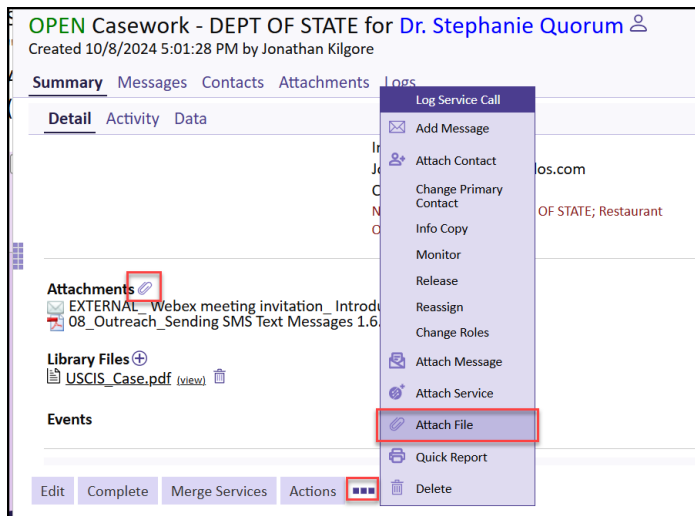 OPEN Casework - DEPT OF STATE for Dr. Stephanie Quorum
Created 10/8/2024 5:01:28 PM by Jonathan Kilgore
Summary Messages Contacts Attachments Logs
Detail Activity Data
los.com
OF STATE; Restaurant
Attachments
EXTERNAL_ Webex meeting invitation_ Introdu
08_Outreach_Sending SMS Text Messages 1.6.
Library Files
USCIS_Case.pdf (view)
Events
Edit Complete Merge Services Actions
Log Service Call
Add Message
Attach Contact
Change Primary
Contact
Info Copy
Monitor
Release
Reassign
Change Roles
Attach Message
Attach Service
Attach File
Quick Report
Delete